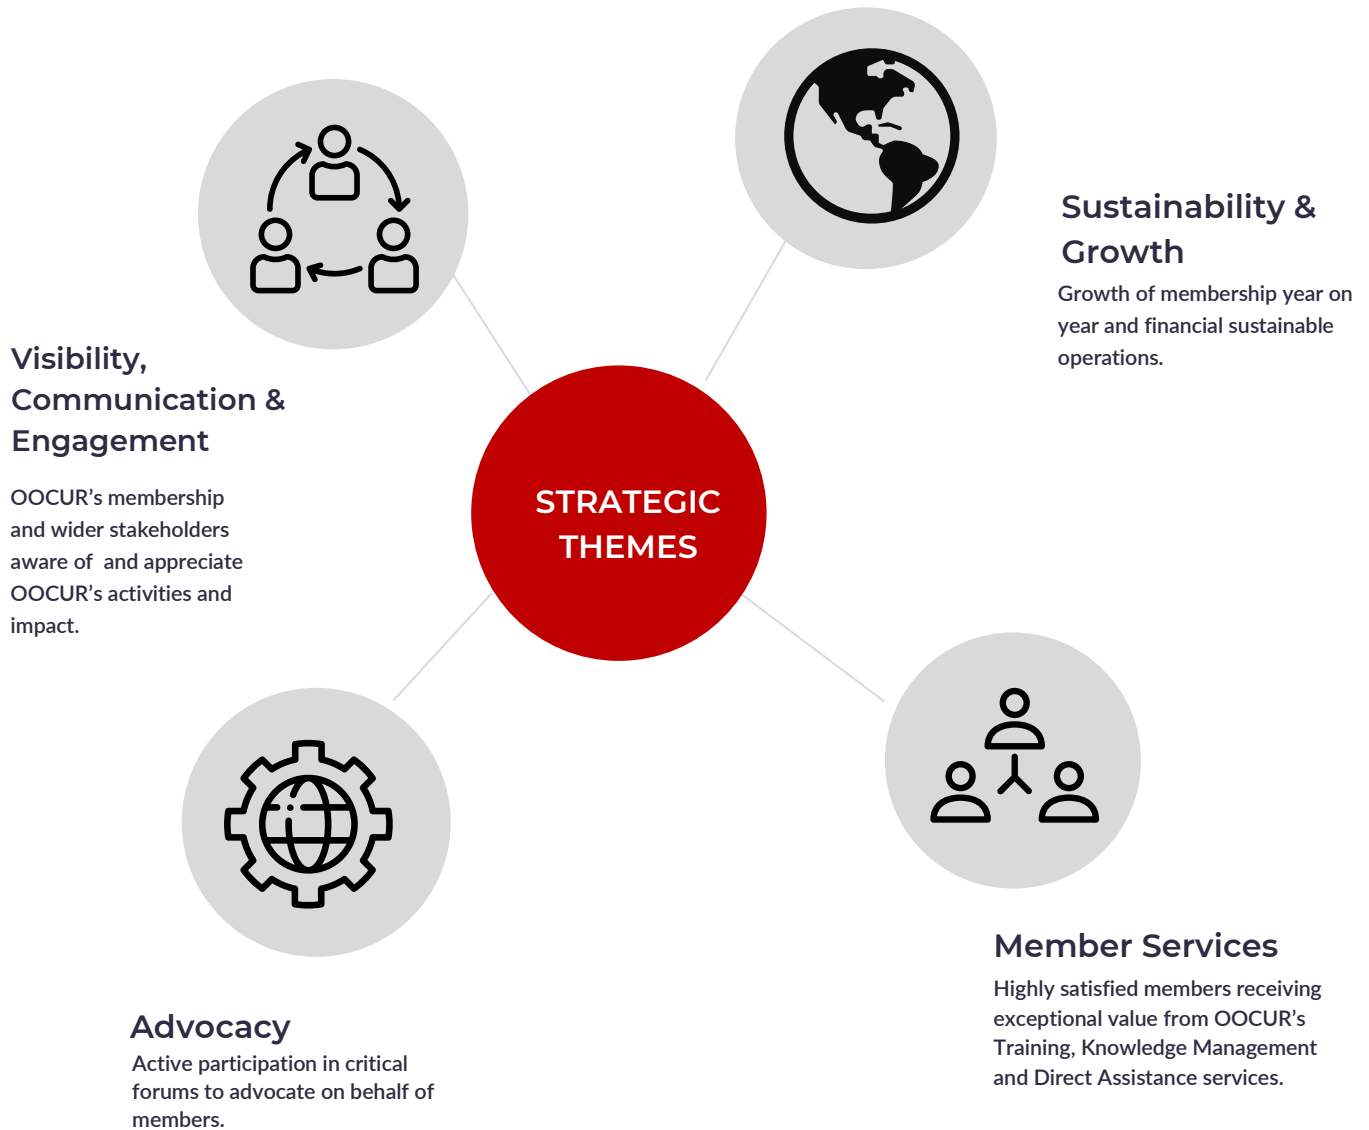 Sustainability &
Growth
Growth of membership year on
year and financial sustainable
operations.
Visibility,
Communication &
Engagement
OOCUR’s membership
and wider stakeholders
aware of  and appreciate
OOCUR’s activities and
impact.
STRATEGIC
THEMES
Member Services
Highly satisfied members receiving
exceptional value from OOCUR’s
Training, Knowledge Management
and Direct Assistance services.
Advocacy
Active participation in critical
forums to advocate on behalf of
members.